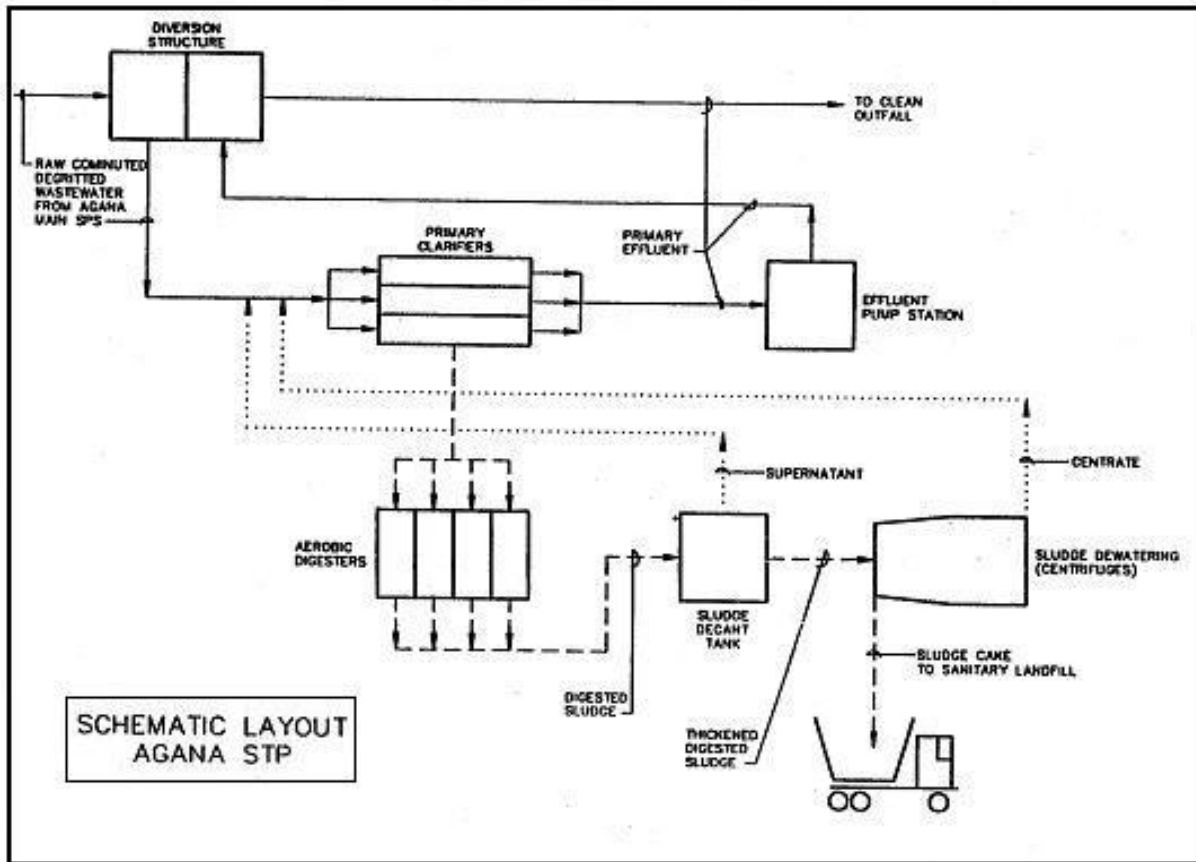 DIVERSION
STRUCTURE
TO CLEAN
OUTFALL
RAW COMINUTED
DEGRITTED
WASTEWATER
FROM AGANA
MAIN SPS
PRIMARY
CLARIFIERS
PRIMARY
EFFLUENT
EFFLUENT
PUMP STATION
SUPERNATANT
CENTRATE
AEROBIC
DIGESTERS
SLUDGE DEWATERING
(CENTRIFUGES)
SLUDGE
DECANT
TANK
SLUDGE CAKE
TO SANITARY LANDFILL
DIGESTED
SLUDGE
THICKENED
DIGESTED
SLUDGE
SCHEMATIC LAYOUT
AGANA STP